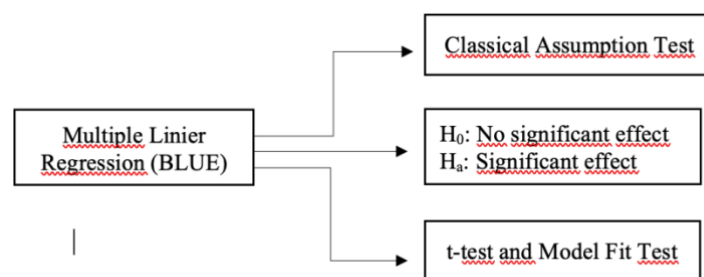 Classical Assumption Test
Multiple Linier
Regression (BLUE)
H₀: No significant effect
Hₐ: Significant effect
t-test and Model Fit Test